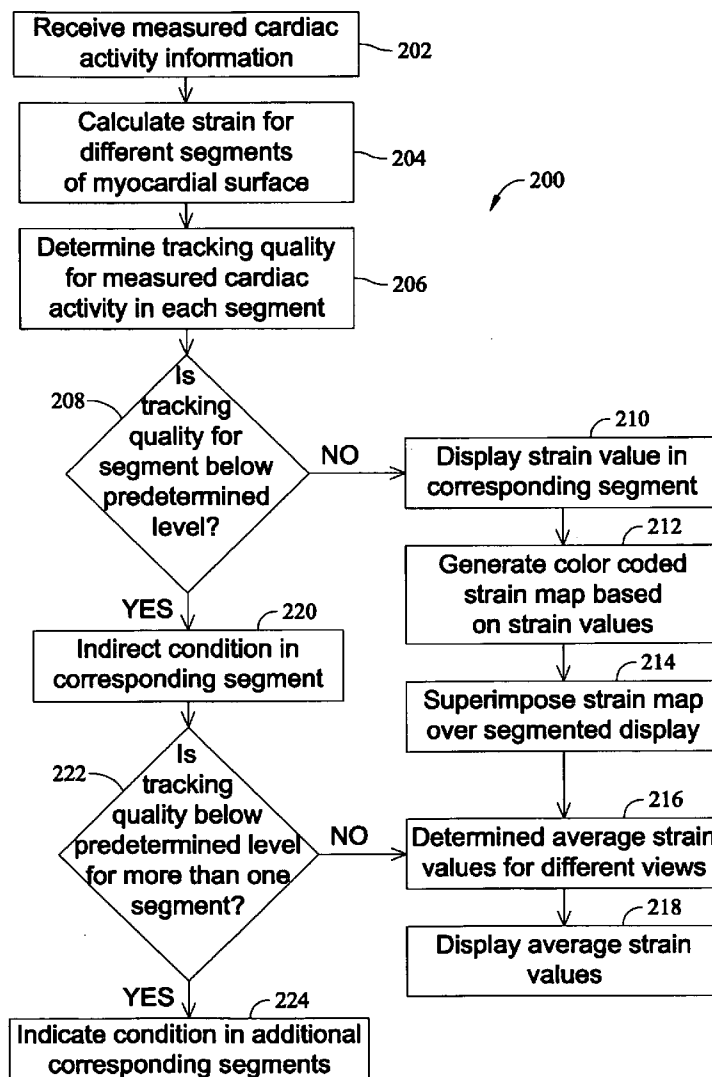 Receive measured cardiac
activity information
202
Calculate strain for
different segments
of myocardial surface
204
200
Determine tracking quality
for measured cardiac
activity in each segment
206
Is
tracking
quality for
segment below
predetermined
level?
208
NO
210
Display strain value in
corresponding segment
212
Generate color coded
strain map based
on strain values
YES
220
Indirect condition in
corresponding segment
214
Superimpose strain map
over segmented display
222
Is
tracking
quality below
predetermined level
for more than one
segment?
NO
216
Determined average strain
values for different views
218
Display average strain
values
YES
224
Indicate condition in additional
corresponding segments